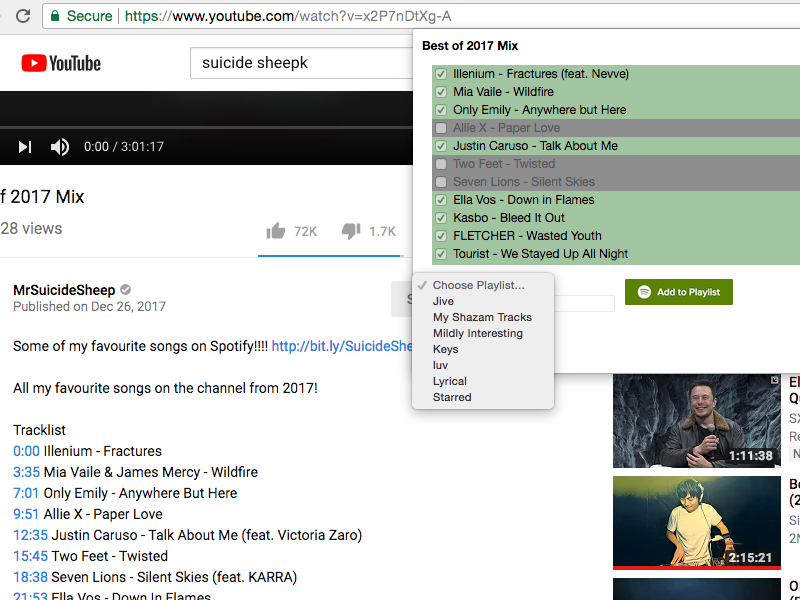 Secure | https://www.youtube.com/watch?v=x2P7nDtXg-A
Best of 2017 Mix
YouTube
suicide sheepk
Illenium - Fractures (feat. Nevve)
Mia Vaile - Wildfire
Only Emily - Anywhere but Here
Allie X - Paper Love
Justin Caruso - Talk About Me
Two Feet - Twisted
Seven Lions - Silent Skies
Ella Vos - Down in Flames
Kasbo - Bleed It Out
FLETCHER - Wasted Youth
Tourist - We Stayed Up All Night
0:00 / 3:01:17
f 2017 Mix
28 views
72K
1.7K
Choose Playlist...
Jive
My Shazam Tracks
Mildly Interesting
Keys
luv
Lyrical
Starred
Add to Playlist
MrSuicideSheep
Published on Dec 26, 2017
S
Some of my favourite songs on Spotify!!!! http://bit.ly/SuicideShe
All my favourite songs on the channel from 2017!
Tracklist
0:00 Illenium - Fractures
3:35 Mia Vaile & James Mercy - Wildfire
7:01 Only Emily - Anywhere But Here
9:51 Allie X - Paper Love
12:35 Justin Caruso - Talk About Me (feat. Victoria Zaro)
15:45 Two Feet - Twisted
18:38 Seven Lions - Silent Skies (feat. KARRA)
21:53 Ella Vos - Down In Flames
1:11:38
El
Qu
SX
Re
N
2:15:21
Be
(2
Si
2M